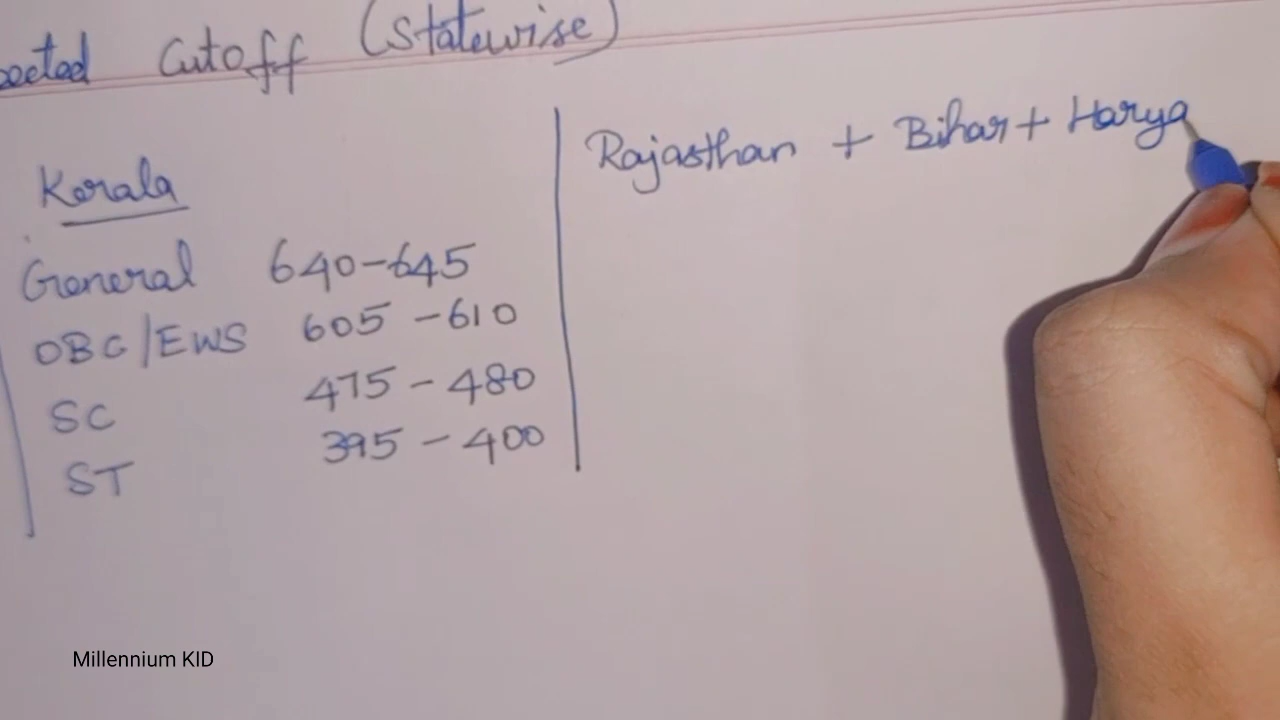 Cutoff (Statewise)
Kerala
General 640-645
OBC/EWS 605-610
SC 475-480
ST 395-400
Rajasthan + Bihar + Harya
Millennium KID